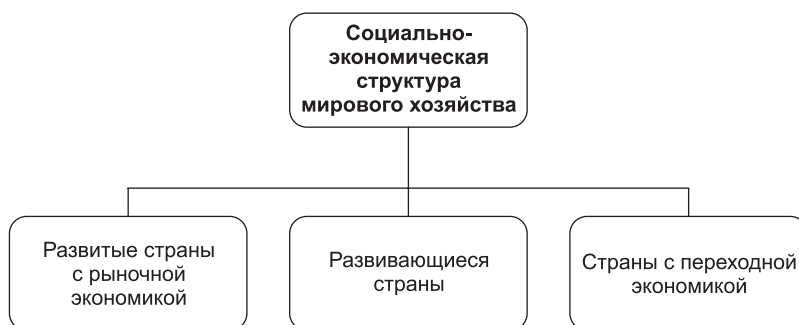 Социально-
экономическая
структура
мирового хозяйства
Развитые страны
с рыночной
экономикой
Развивающиеся
страны
Страны с переходной
экономикой